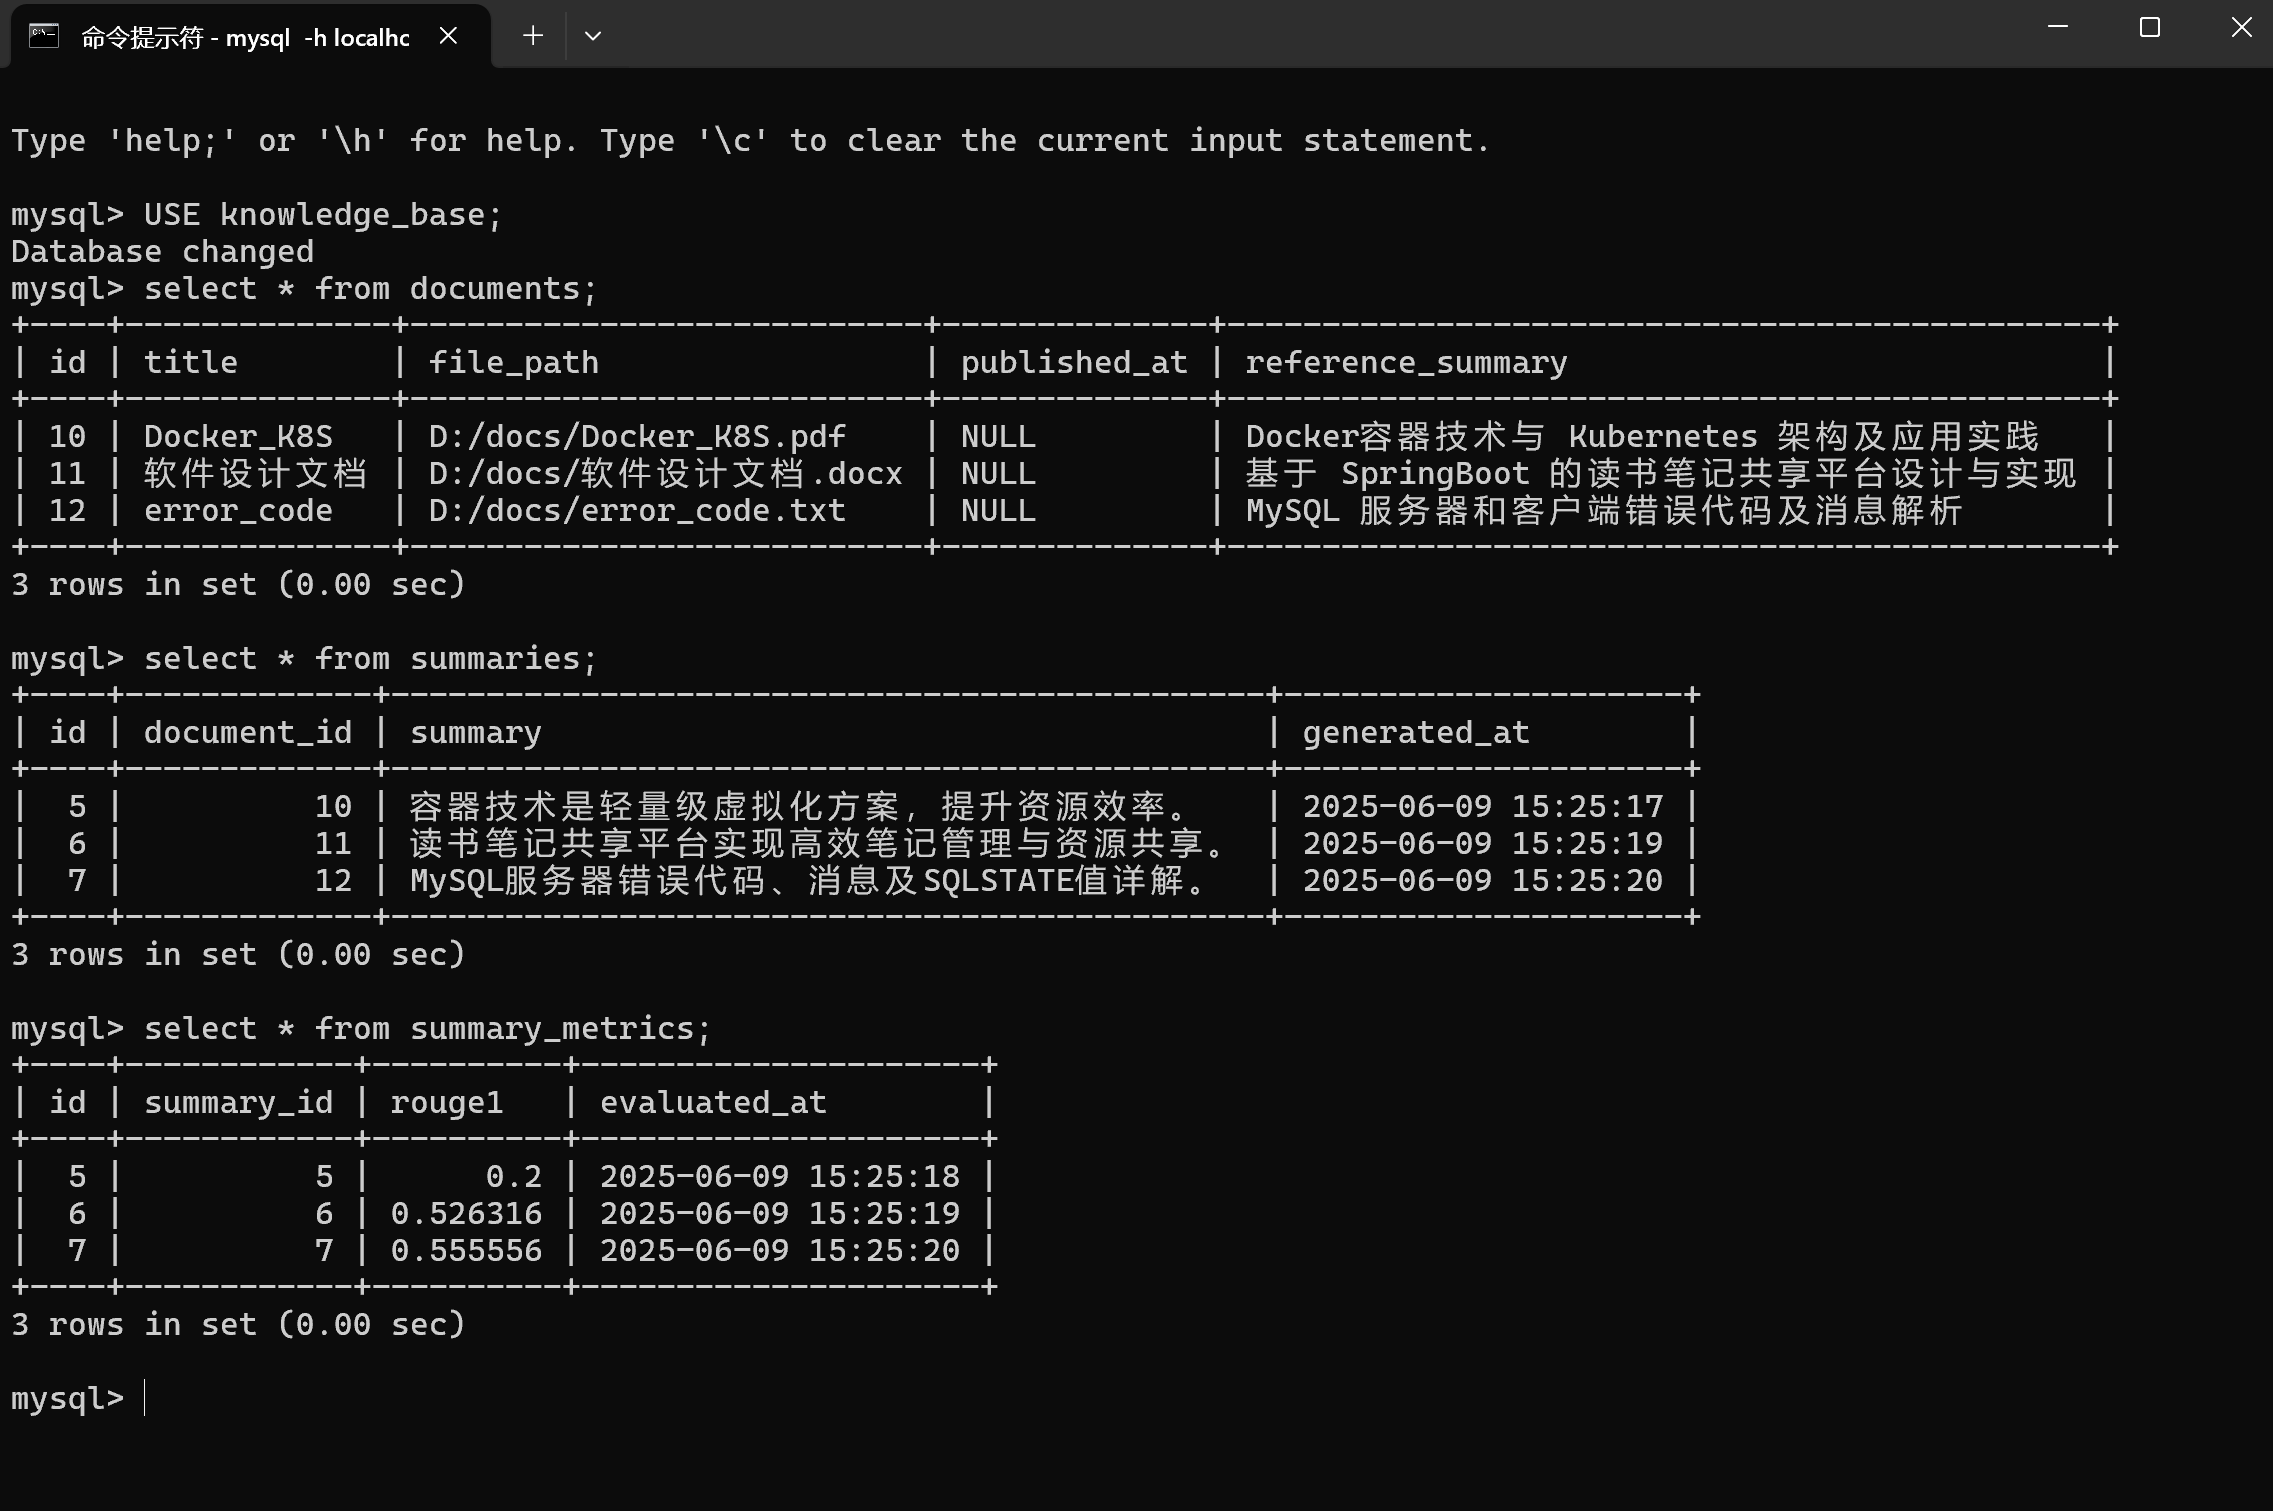 命令提示符 - mysql  -h localhc
Type 'help;' or '\h' for help. Type '\c' to clear the current input statement.
mysql> USE knowledge_base;
Database changed
mysql> select * from documents;
+----+--------------+---------------------------+--------------+----------------------------------------------+
| id | title        | file_path                 | published_at | reference_summary                            |
+----+--------------+---------------------------+--------------+----------------------------------------------+
| 10 | Docker_K8S   | D:/docs/Docker_K8S.pdf    | NULL         | Docker容器技术与 Kubernetes 架构及应用实践   |
| 11 | 软件设计文档 | D:/docs/软件设计文档.docx | NULL         | 基于 SpringBoot 的读书笔记共享平台设计与实现 |
| 12 | error_code   | D:/docs/error_code.txt    | NULL         | MySQL 服务器和客户端错误代码及消息解析       |
+----+--------------+---------------------------+--------------+----------------------------------------------+
3 rows in set (0.00 sec)
mysql> select * from summaries;
+----+-------------+----------------------------------------------+---------------------+
| id | document_id | summary                                      | generated_at        |
+----+-------------+----------------------------------------------+---------------------+
|  5 |          10 | 容器技术是轻量级虚拟化方案，提升资源效率。   | 2025-06-09 15:25:17 |
|  6 |          11 | 读书笔记共享平台实现高效笔记管理与资源共享。 | 2025-06-09 15:25:19 |
|  7 |          12 | MySQL服务器错误代码、消息及SQLSTATE值详解。  | 2025-06-09 15:25:20 |
+----+-------------+----------------------------------------------+---------------------+
3 rows in set (0.00 sec)
mysql> select * from summary_metrics;
+----+------------+----------+---------------------+
| id | summary_id | rouge1   | evaluated_at        |
+----+------------+----------+---------------------+
|  5 |          5 |      0.2 | 2025-06-09 15:25:18 |
|  6 |          6 | 0.526316 | 2025-06-09 15:25:19 |
|  7 |          7 | 0.555556 | 2025-06-09 15:25:20 |
+----+------------+----------+---------------------+
3 rows in set (0.00 sec)
mysql>